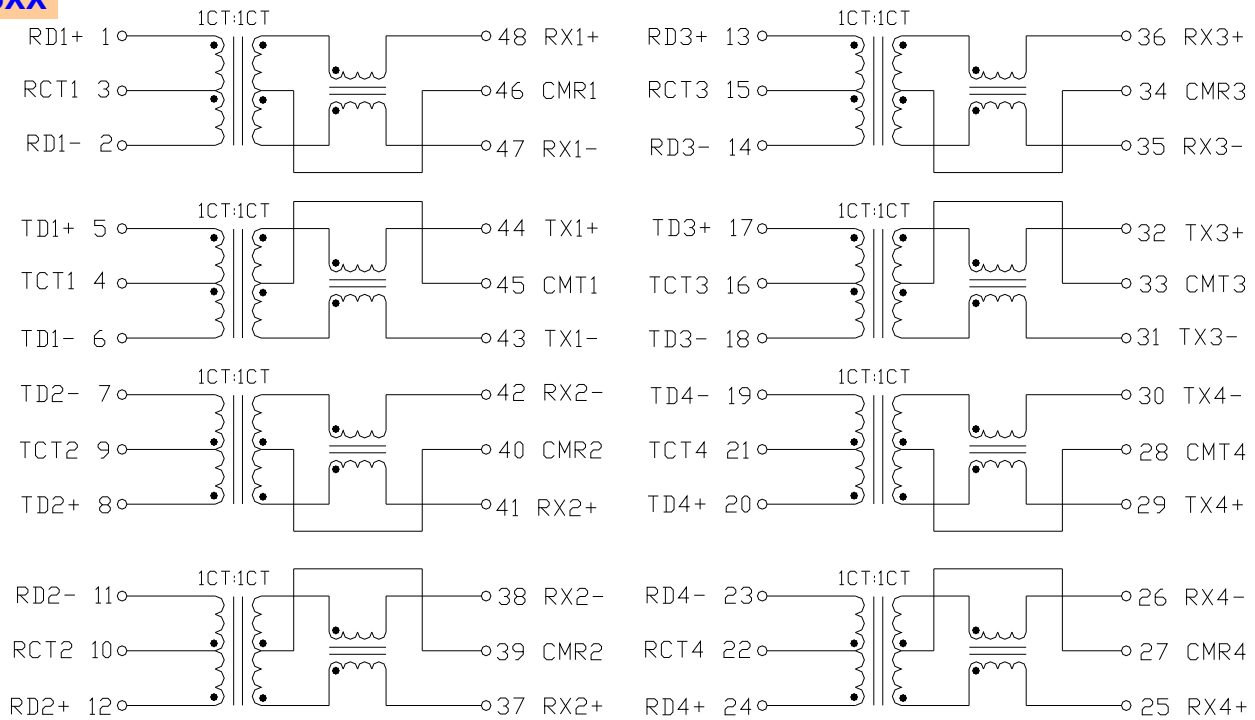 1CT:1CT
RD1+ 1 48 RX1+
RCT1 3 46 CMR1
RD1- 2 47 RX1-
1CT:1CT
TD1+ 5 44 TX1+
TCT1 4 45 CMT1
TD1- 6 43 TX1-
1CT:1CT
TD2- 7 42 RX2-
TCT2 9 40 CMR2
TD2+ 8 41 RX2+
1CT:1CT
RD2- 11 38 RX2-
RCT2 10 39 CMR2
RD2+ 12 37 RX2+
1CT:1CT
RD3+ 13 36 RX3+
RCT3 15 34 CMR3
RD3- 14 35 RX3-
1CT:1CT
TD3+ 17 32 TX3+
TCT3 16 33 CMT3
TD3- 18 31 TX3-
1CT:1CT
TD4- 19 30 TX4-
TCT4 21 28 CMT4
TD4+ 20 29 TX4+
1CT:1CT
RD4- 23 26 RX4-
RCT4 22 27 CMR4
RD4+ 24 25 RX4+